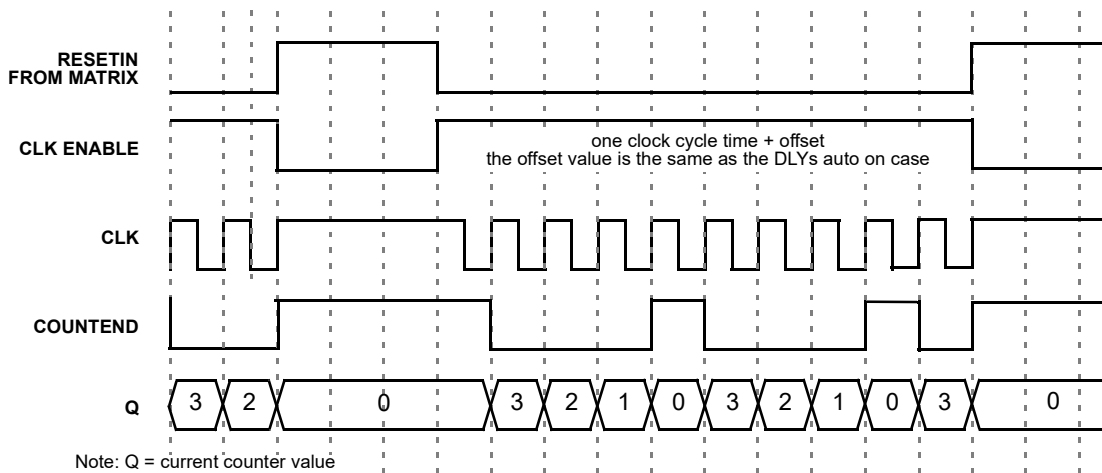 RESETIN
FROM MATRIX
CLK ENABLE
one clock cycle time + offset
the offset value is the same as the DLYs auto on case
CLK
COUNTEND
Q 3 2 0 3 2 1 0 3 2 1 0 3 0
Note: Q = current counter value